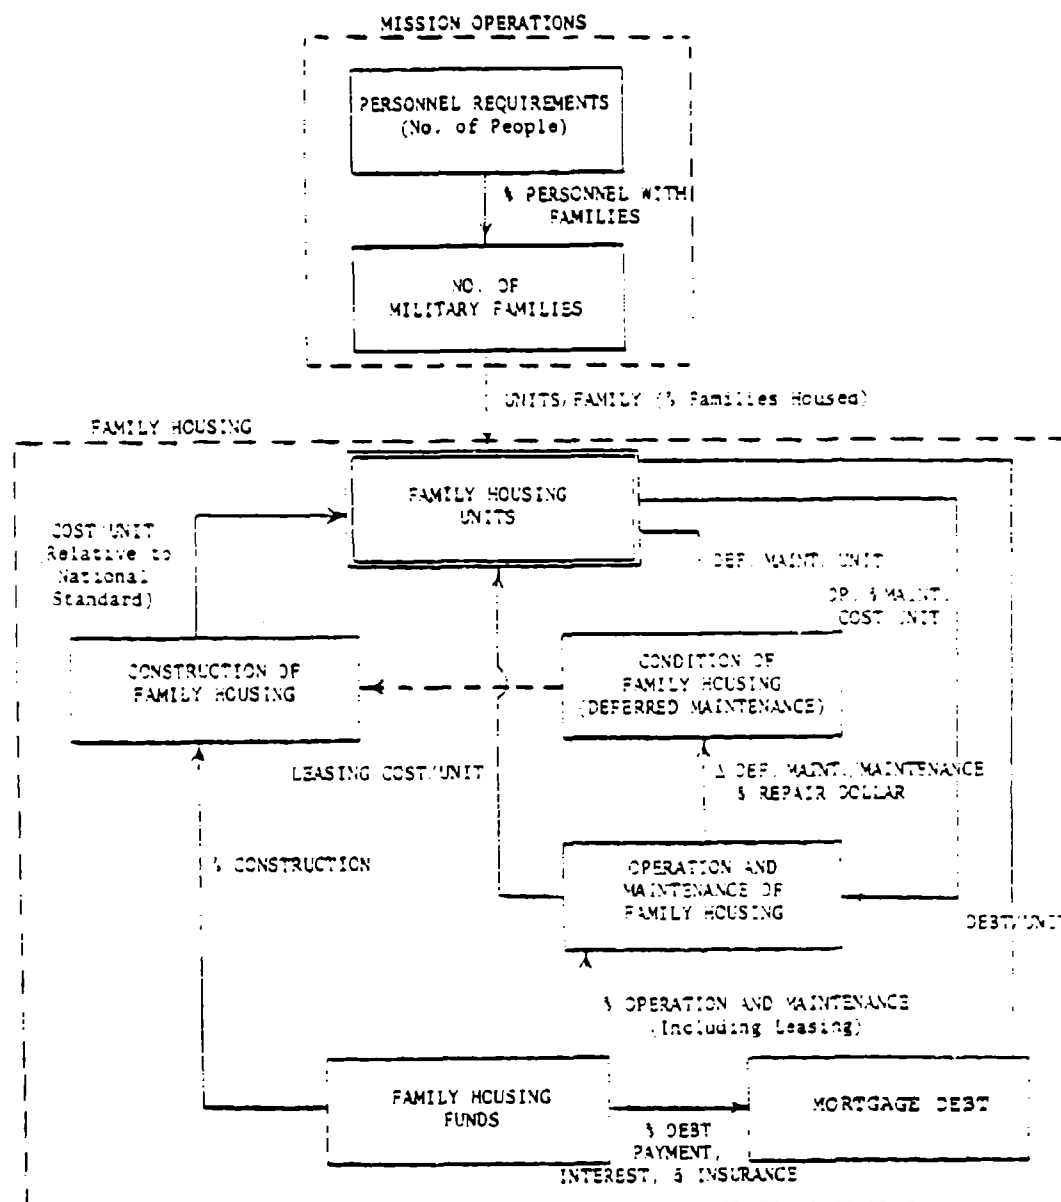 MISSION OPERATIONS
PERSONNEL REQUIREMENTS
(No. of People)
% PERSONNEL WITH
FAMILIES
NO. OF
MILITARY FAMILIES
UNITS/FAMILY (% Families Housed)
FAMILY HOUSING
FAMILY HOUSING
UNITS
COST/UNIT
(Relative to
National
Standard)
DEF. MAINT. UNIT
OP. & MAINT.
COST UNIT
CONSTRUCTION OF
FAMILY HOUSING
CONDITION OF
FAMILY HOUSING
(DEFERRED MAINTENANCE)
LEASING COST/UNIT
Δ DEF. MAINT./MAINTENANCE
& REPAIR DOLLAR
% CONSTRUCTION
OPERATION AND
MAINTENANCE OF
FAMILY HOUSING
DEBT/UNIT
% OPERATION AND MAINTENANCE
(Including Leasing)
FAMILY HOUSING
FUNDS
MORTGAGE DEBT
% DEBT
PAYMENT,
INTEREST, & INSURANCE